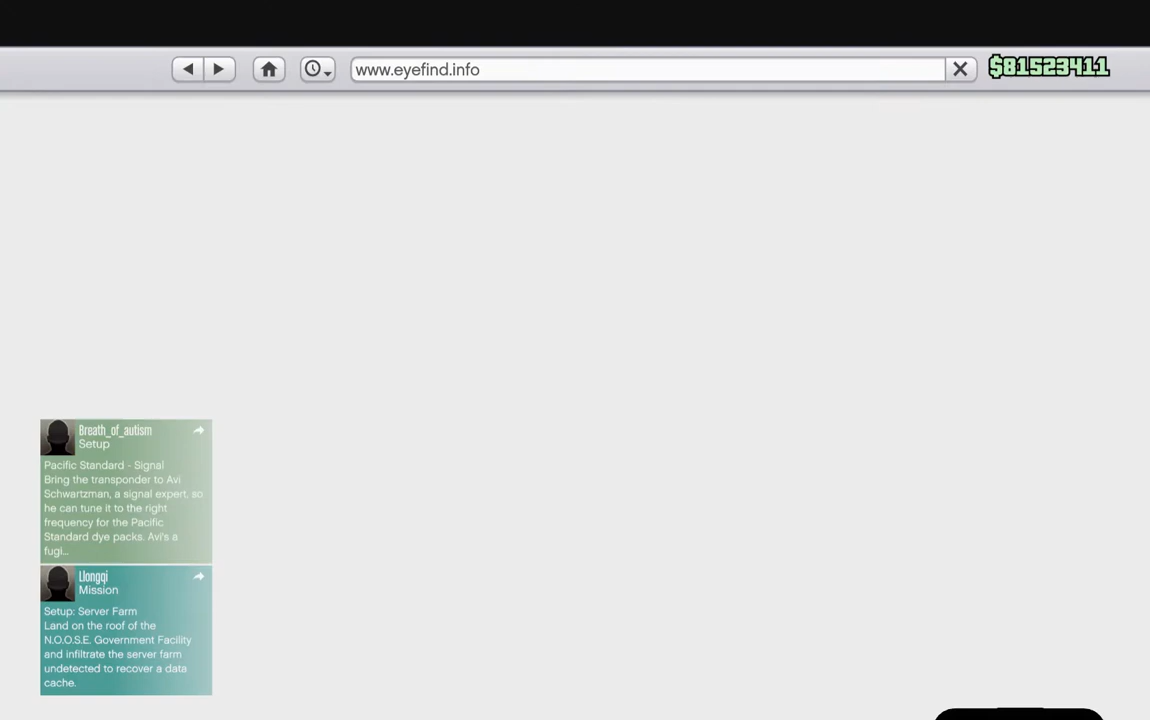 www.eyefind.info
$81523411
Breath_of_autism
Setup
Pacific Standard - Signal
Bring the transponder to Avi
Schwartzman, a signal expert, so
he can tune it to the right
frequency for the Pacific
Standard dye packs. Avi's a
fugi...
Llongqi
Mission
Setup: Server Farm
Land on the roof of the
N.O.O.S.E. Government Facility
and infiltrate the server farm
undetected to recover a data
cache.